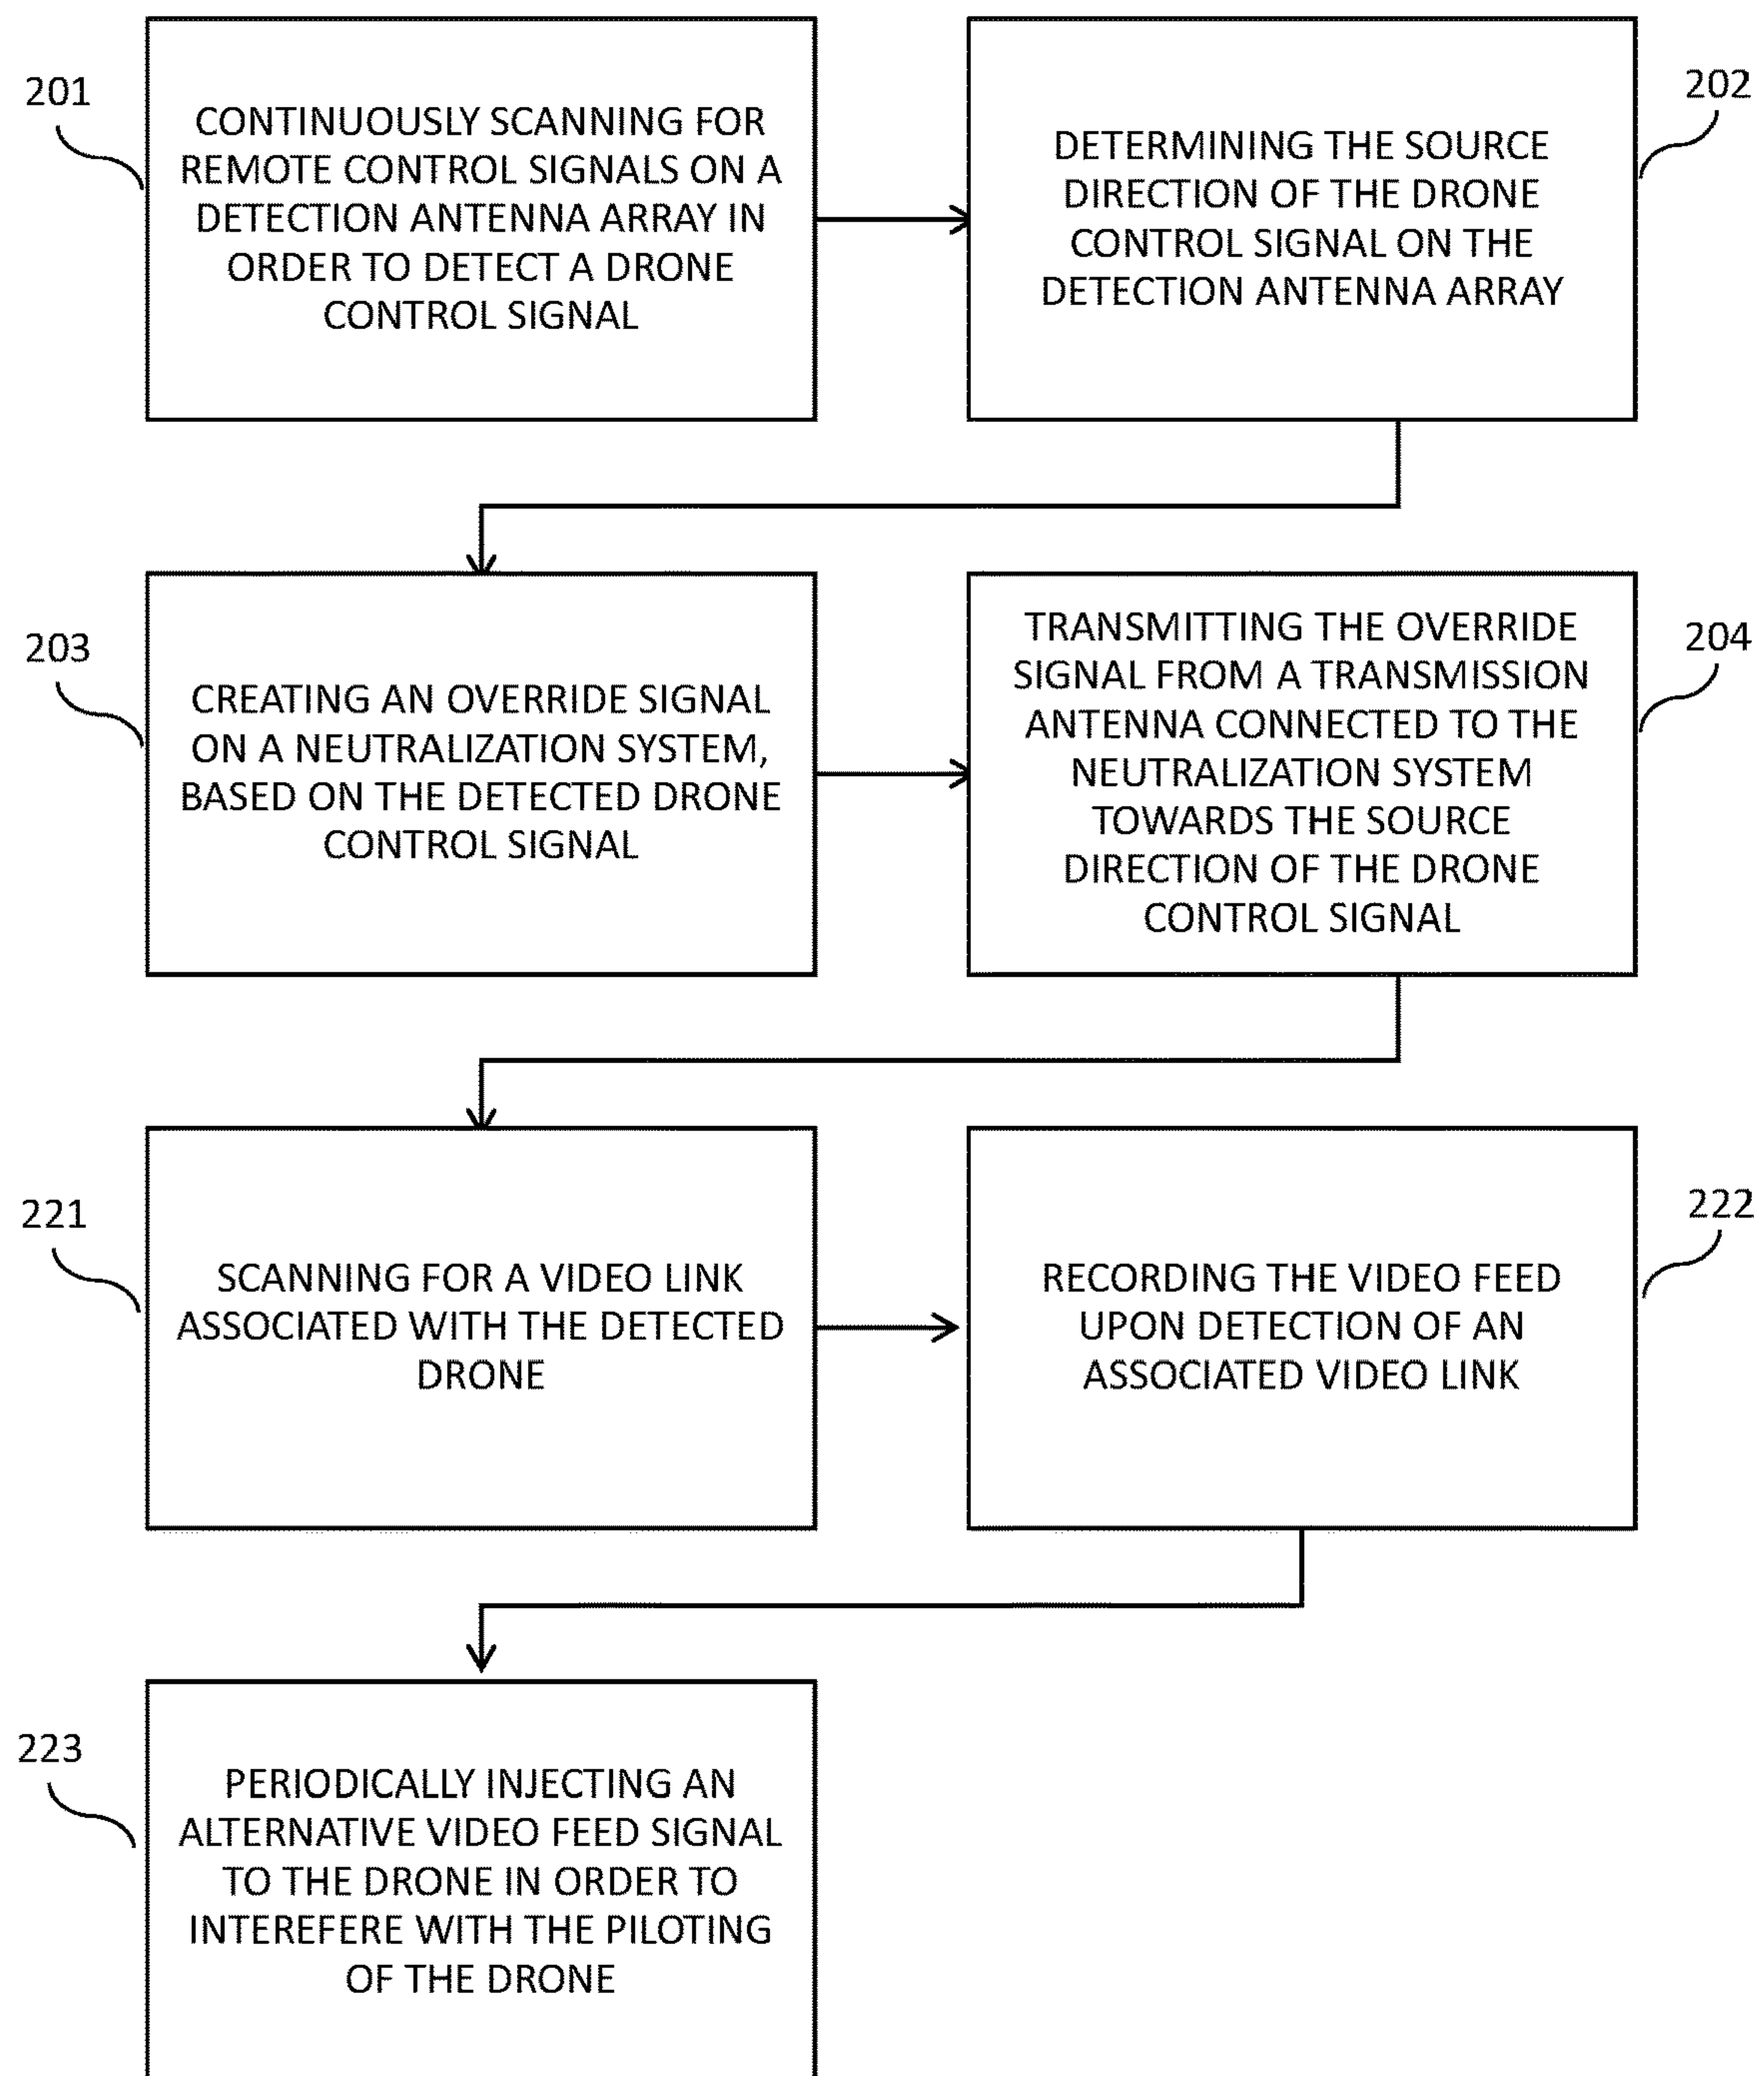 201
CONTINUOUSLY SCANNING FOR
REMOTE CONTROL SIGNALS ON A
DETECTION ANTENNA ARRAY IN
ORDER TO DETECT A DRONE
CONTROL SIGNAL
202
DETERMINING THE SOURCE
DIRECTION OF THE DRONE
CONTROL SIGNAL ON THE
DETECTION ANTENNA ARRAY
203
CREATING AN OVERRIDE SIGNAL
ON A NEUTRALIZATION SYSTEM,
BASED ON THE DETECTED DRONE
CONTROL SIGNAL
204
TRANSMITTING THE OVERRIDE
SIGNAL FROM A TRANSMISSION
ANTENNA CONNECTED TO THE
NEUTRALIZATION SYSTEM
TOWARDS THE SOURCE
DIRECTION OF THE DRONE
CONTROL SIGNAL
221
SCANNING FOR A VIDEO LINK
ASSOCIATED WITH THE DETECTED
DRONE
222
RECORDING THE VIDEO FEED
UPON DETECTION OF AN
ASSOCIATED VIDEO LINK
223
PERIODICALLY INJECTING AN
ALTERNATIVE VIDEO FEED SIGNAL
TO THE DRONE IN ORDER TO
INTEREFERE WITH THE PILOTING
OF THE DRONE